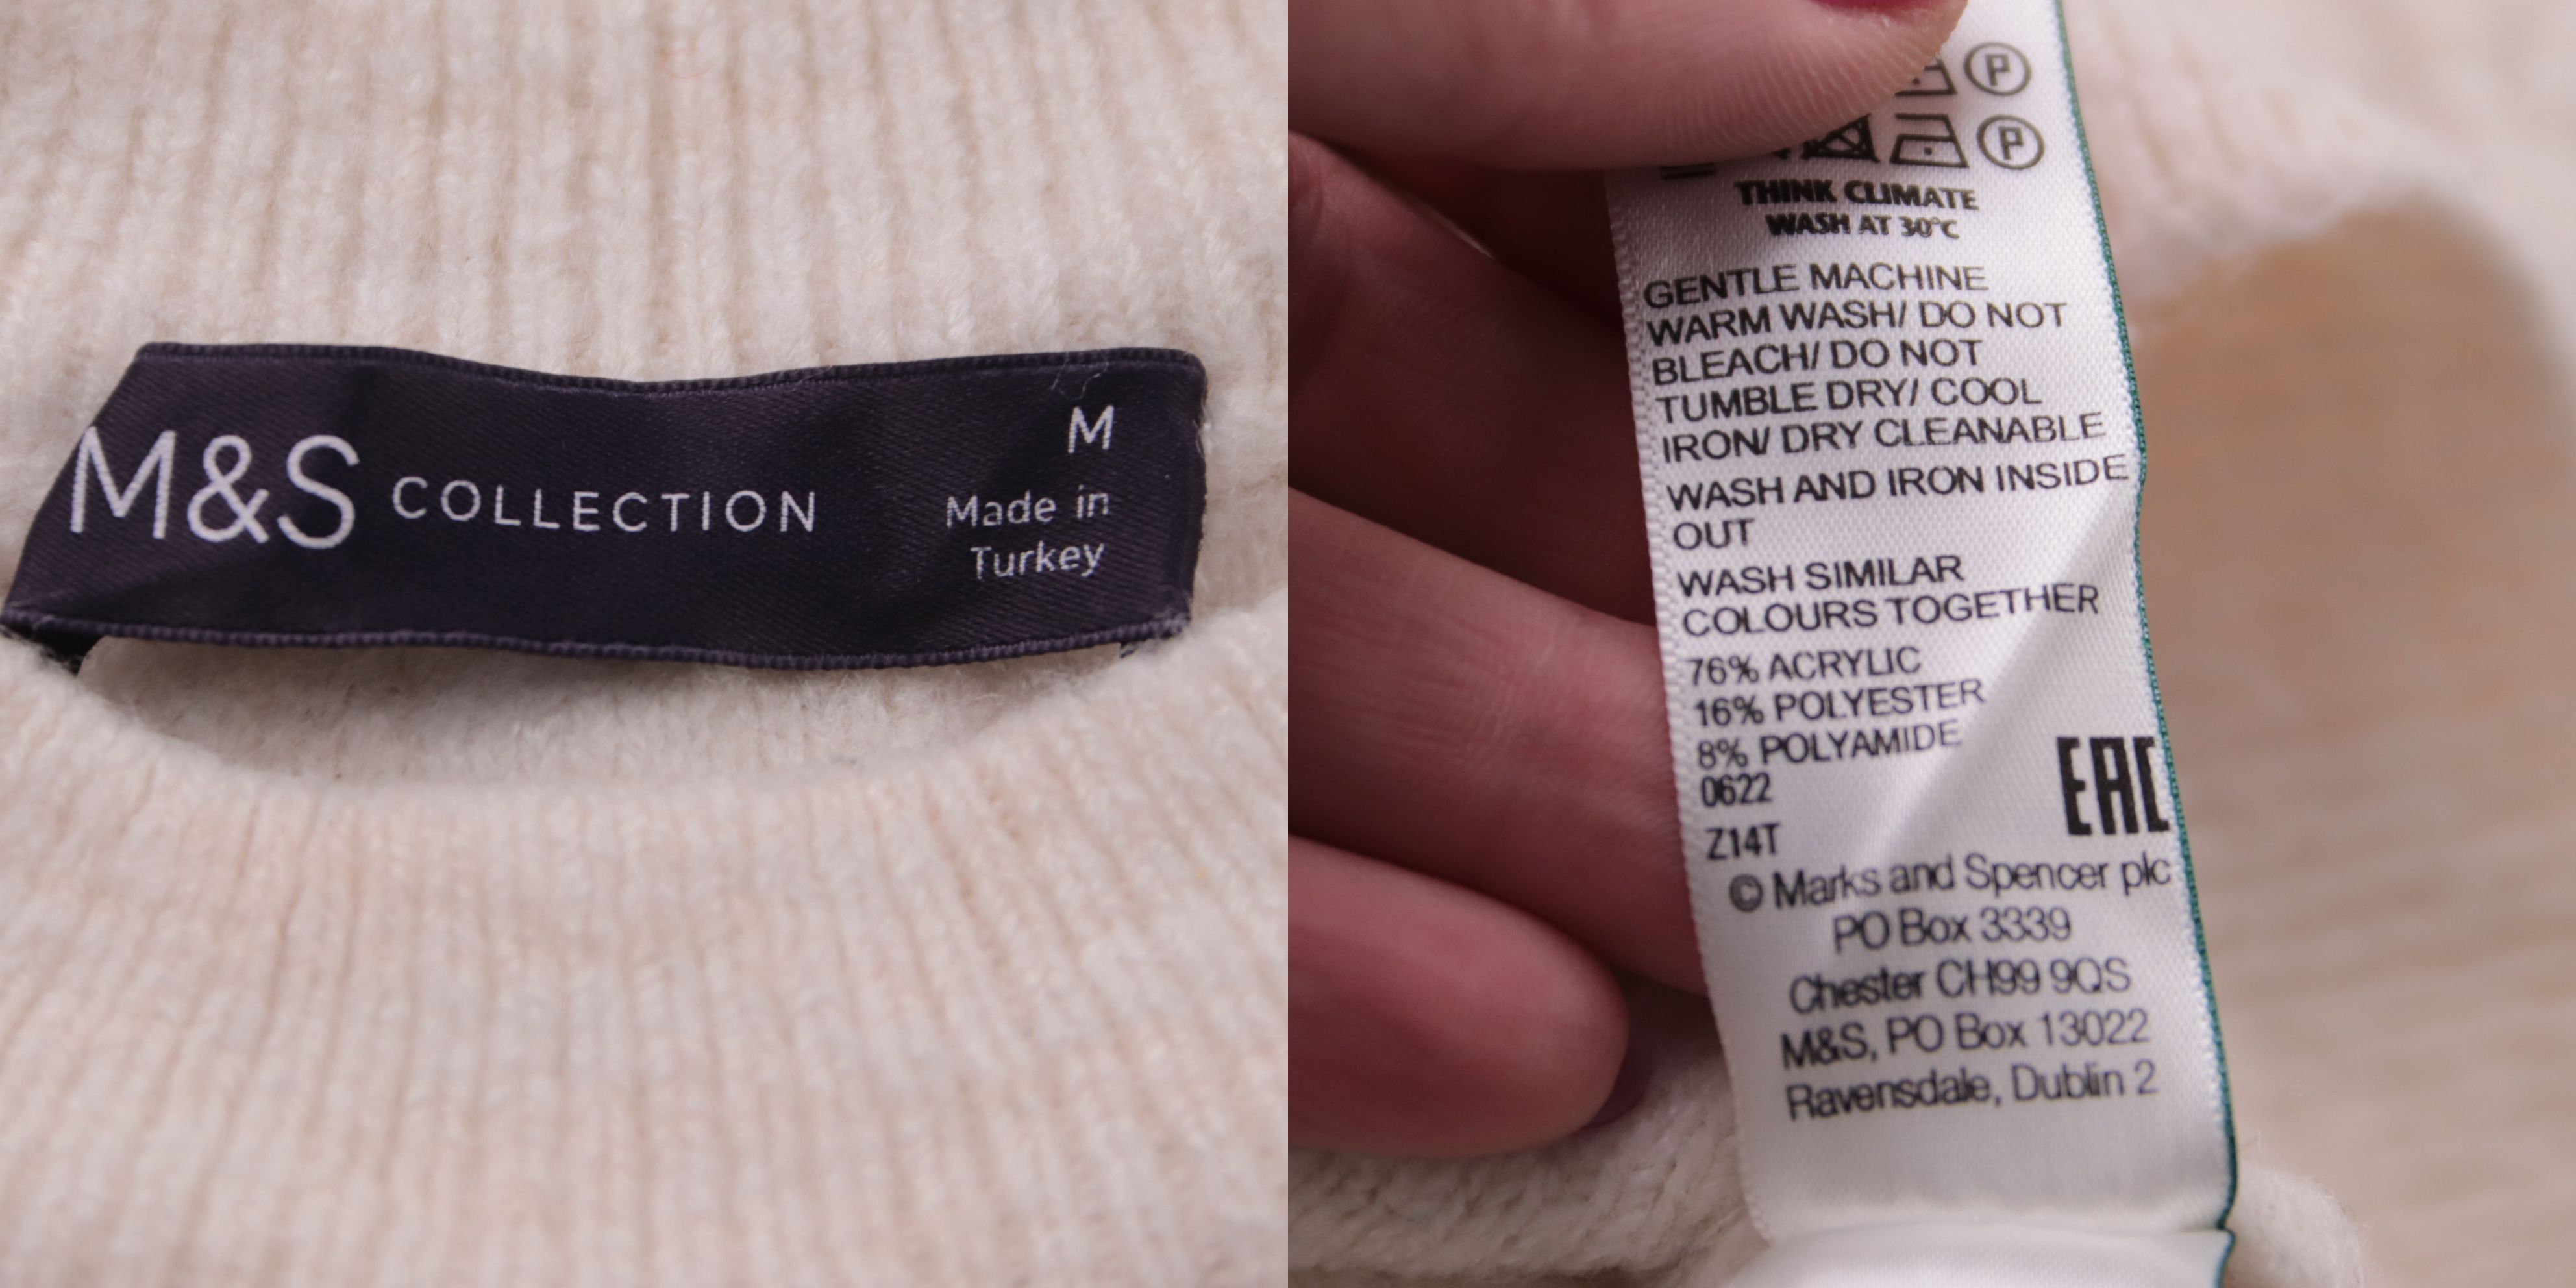 M&S COLLECTION
M
Made in
Turkey
P
P
THINK CLIMATE
WASH AT 30°C
GENTLE MACHINE
WARM WASH/ DO NOT
BLEACH/ DO NOT
TUMBLE DRY/ COOL
IRON/ DRY CLEANABLE
WASH AND IRON INSIDE
OUT
WASH SIMILAR
COLOURS TOGETHER
76% ACRYLIC
16% POLYESTER
8% POLYAMIDE
0622
EAC
Z14T
© Marks and Spencer plc
PO Box 3339
Chester CH99 9QS
M&S, PO Box 13022
Ravensdale, Dublin 2